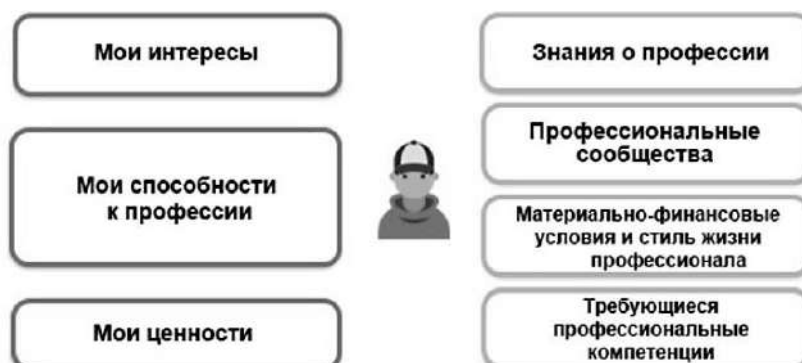 Мои интересы
Мои способности
к профессии
Мои ценности
Знания о профессии
Профессиональные
сообщества
Материально-финансовые
условия и стиль жизни
профессионала
Требующиеся
профессиональные
компетенции